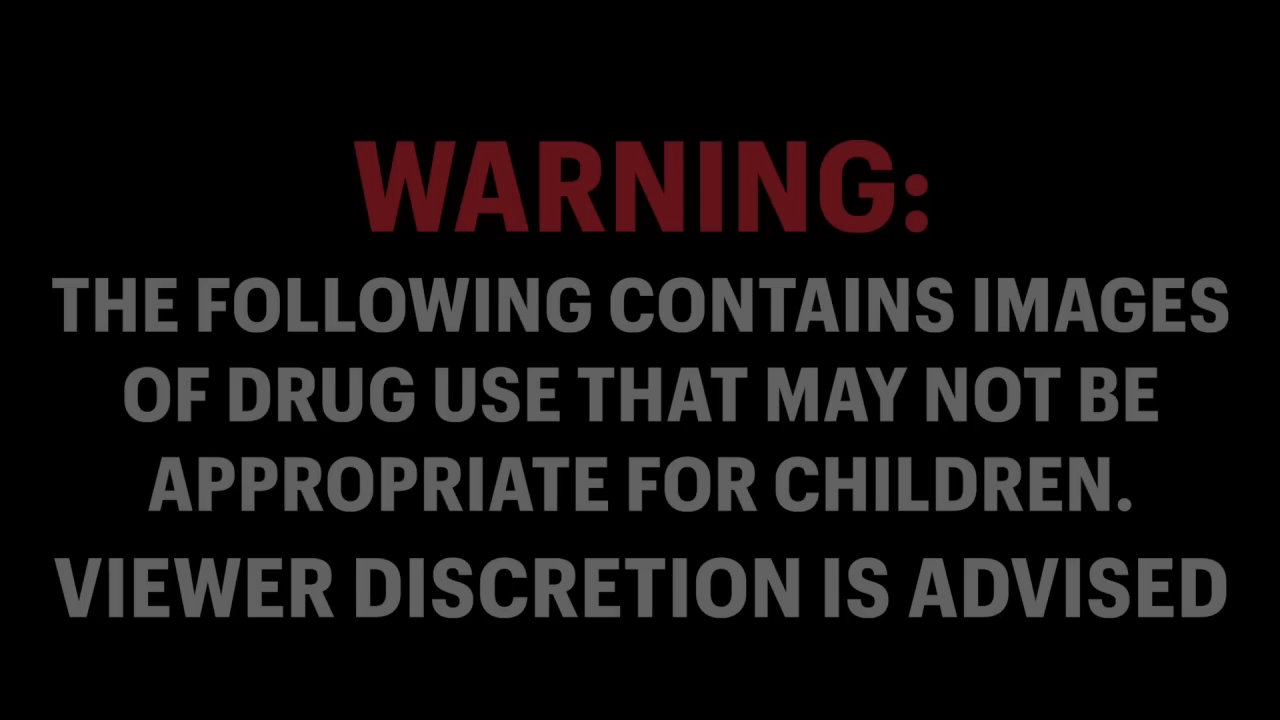 WARNING:
THE FOLLOWING CONTAINS IMAGES
OF DRUG USE THAT MAY NOT BE
APPROPRIATE FOR CHILDREN.
VIEWER DISCRETION IS ADVISED